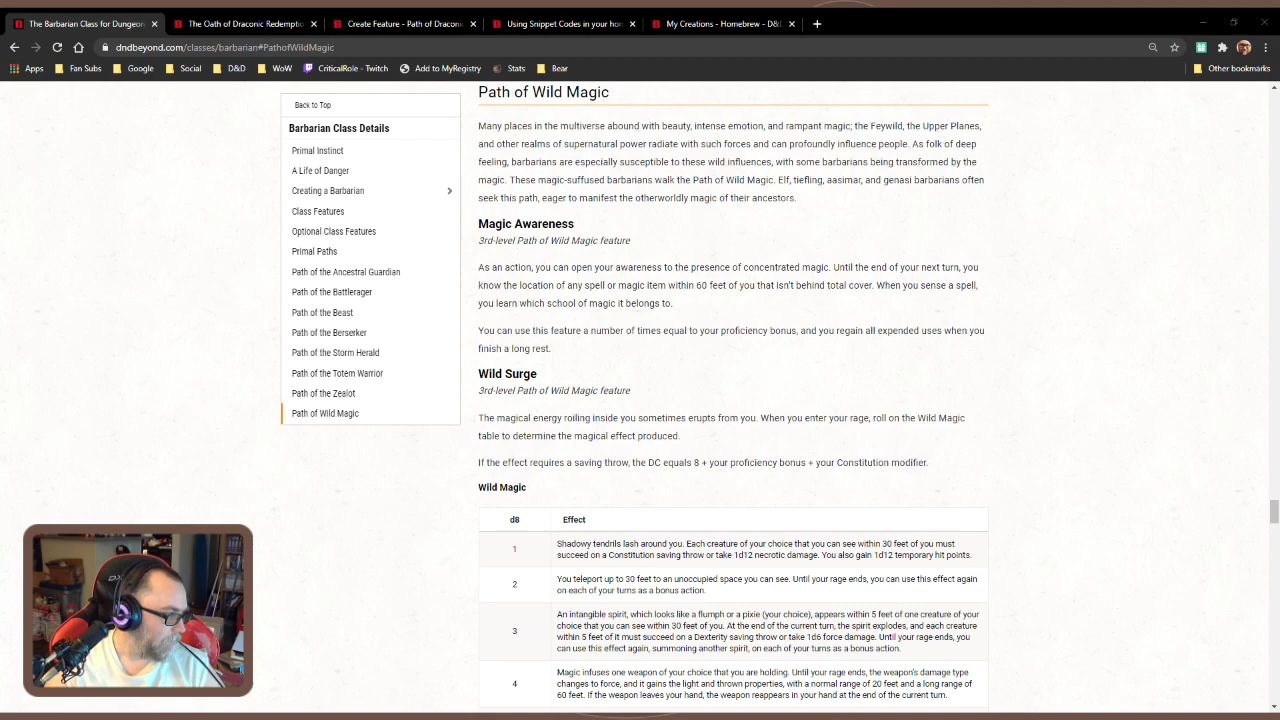 The Barbarian Class for Dungeon
The Oath of Draconic Redemptio
Create Feature - Path of Draconi
Using Snippet Codes in your hom
My Creations - Homebrew - D&D
dndbeyond.com/classes/barbarian#PathofWildMagic
Apps
Fan Subs
Google
Social
D&D
WoW
CriticalRole - Twitch
Add to MyRegistry
Stats
Bear
Other bookmarks
Back to Top
Barbarian Class Details
Primal Instinct
A Life of Danger
Creating a Barbarian
Class Features
Optional Class Features
Primal Paths
Path of the Ancestral Guardian
Path of the Battlerager
Path of the Beast
Path of the Berserker
Path of the Storm Herald
Path of the Totem Warrior
Path of the Zealot
Path of Wild Magic
Path of Wild Magic
Many places in the multiverse abound with beauty, intense emotion, and rampant magic; the Feywild, the Upper Planes,
and other realms of supernatural power radiate with such forces and can profoundly influence people. As folk of deep
feeling, barbarians are especially susceptible to these wild influences, with some barbarians being transformed by the
magic. These magic-suffused barbarians walk the Path of Wild Magic. Elf, tiefling, aasimar, and genasi barbarians often
seek this path, eager to manifest the otherworldly magic of their ancestors.
Magic Awareness
3rd-level Path of Wild Magic feature
As an action, you can open your awareness to the presence of concentrated magic. Until the end of your next turn, you
know the location of any spell or magic item within 60 feet of you that isn't behind total cover. When you sense a spell,
you learn which school of magic it belongs to.
You can use this feature a number of times equal to your proficiency bonus, and you regain all expended uses when you
finish a long rest.
Wild Surge
3rd-level Path of Wild Magic feature
The magical energy roiling inside you sometimes erupts from you. When you enter your rage, roll on the Wild Magic
table to determine the magical effect produced.
If the effect requires a saving throw, the DC equals 8 + your proficiency bonus + your Constitution modifier.
Wild Magic
d8 Effect
1 Shadowy tendrils lash around you. Each creature of your choice that you can see within 30 feet of you must
succeed on a Constitution saving throw or take 1d12 necrotic damage. You also gain 1d12 temporary hit points.
2 You teleport up to 30 feet to an unoccupied space you can see. Until your rage ends, you can use this effect again
on each of your turns as a bonus action.
3 An intangible spirit, which looks like a flumph or a pixie (your choice), appears within 5 feet of one creature of your
choice that you can see within 30 feet of you. At the end of the current turn, the spirit explodes, and each creature
within 5 feet of it must succeed on a Dexterity saving throw or take 1d6 force damage. Until your rage ends, you
can use this effect again, summoning another spirit, on each of your turns as a bonus action.
4 Magic infuses one weapon of your choice that you are holding. Until your rage ends, the weapon's damage type
changes to force, and it gains the light and thrown properties, with a normal range of 20 feet and a long range of
60 feet. If the weapon leaves your hand, the weapon reappears in your hand at the end of the current turn.